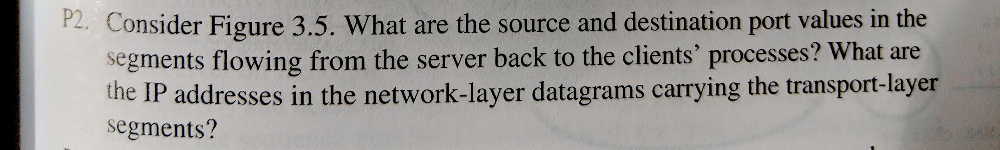 P2. Consider Figure 3.5. What are the source and destination port values in the
segments flowing from the server back to the clients’ processes? What are
the IP addresses in the network-layer datagrams carrying the transport-layer
segments?